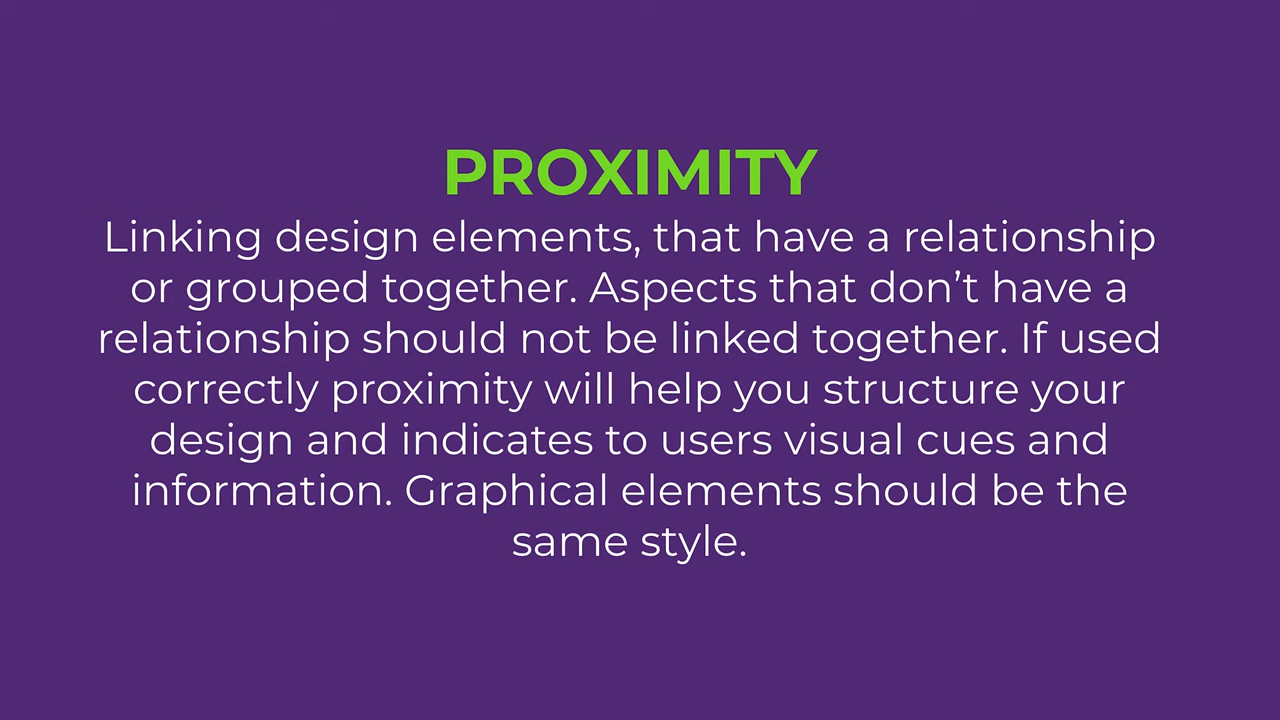 PROXIMITY
Linking design elements, that have a relationship
or grouped together. Aspects that don’t have a
relationship should not be linked together. If used
correctly proximity will help you structure your
design and indicates to users visual cues and
information. Graphical elements should be the
same style.